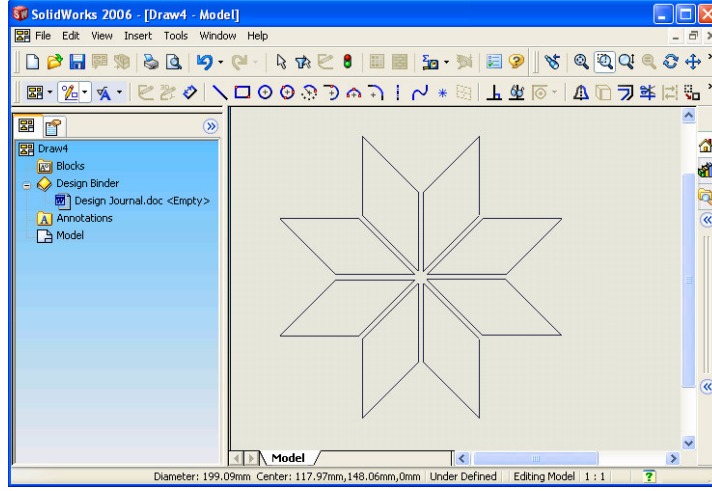 SolidWorks 2006 - [Draw4 - Model]
File Edit View Insert Tools Window Help
Draw4
Blocks
Design Binder
Design Journal.doc <Empty>
Annotations
Model
Model
Diameter: 199.09mm Center: 117.97mm,148.06mm,0mm Under Defined Editing Model 1 : 1